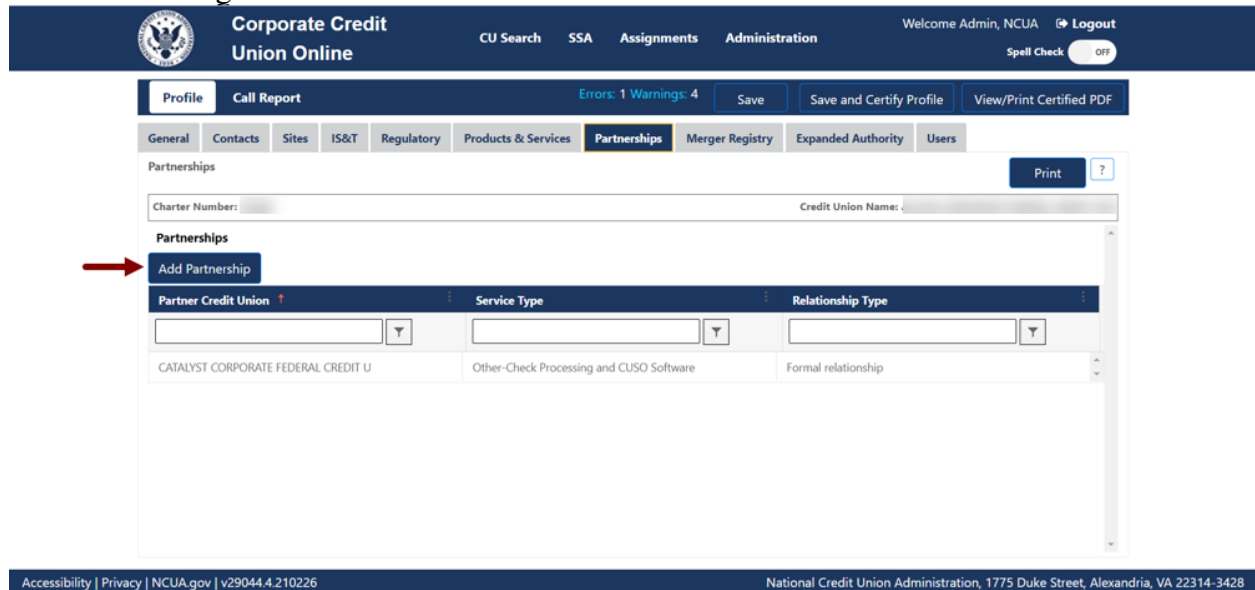 Corporate Credit Union Online
CU Search SSA Assignments Administration
Welcome Admin, NCUA Logout
Spell Check OFF
Profile Call Report Errors: 1 Warnings: 4 Save Save and Certify Profile View/Print Certified PDF
General Contacts Sites IS&T Regulatory Products & Services Partnerships Merger Registry Expanded Authority Users
Partnerships
Print ?
Charter Number: Credit Union Name:
Partnerships
Add Partnership
Partner Credit Union ↑ Service Type Relationship Type
CATALYST CORPORATE FEDERAL CREDIT U Other-Check Processing and CUSO Software Formal relationship
Accessibility | Privacy | NCUA.gov | v29044.4.210226 National Credit Union Administration, 1775 Duke Street, Alexandria, VA 22314-3428